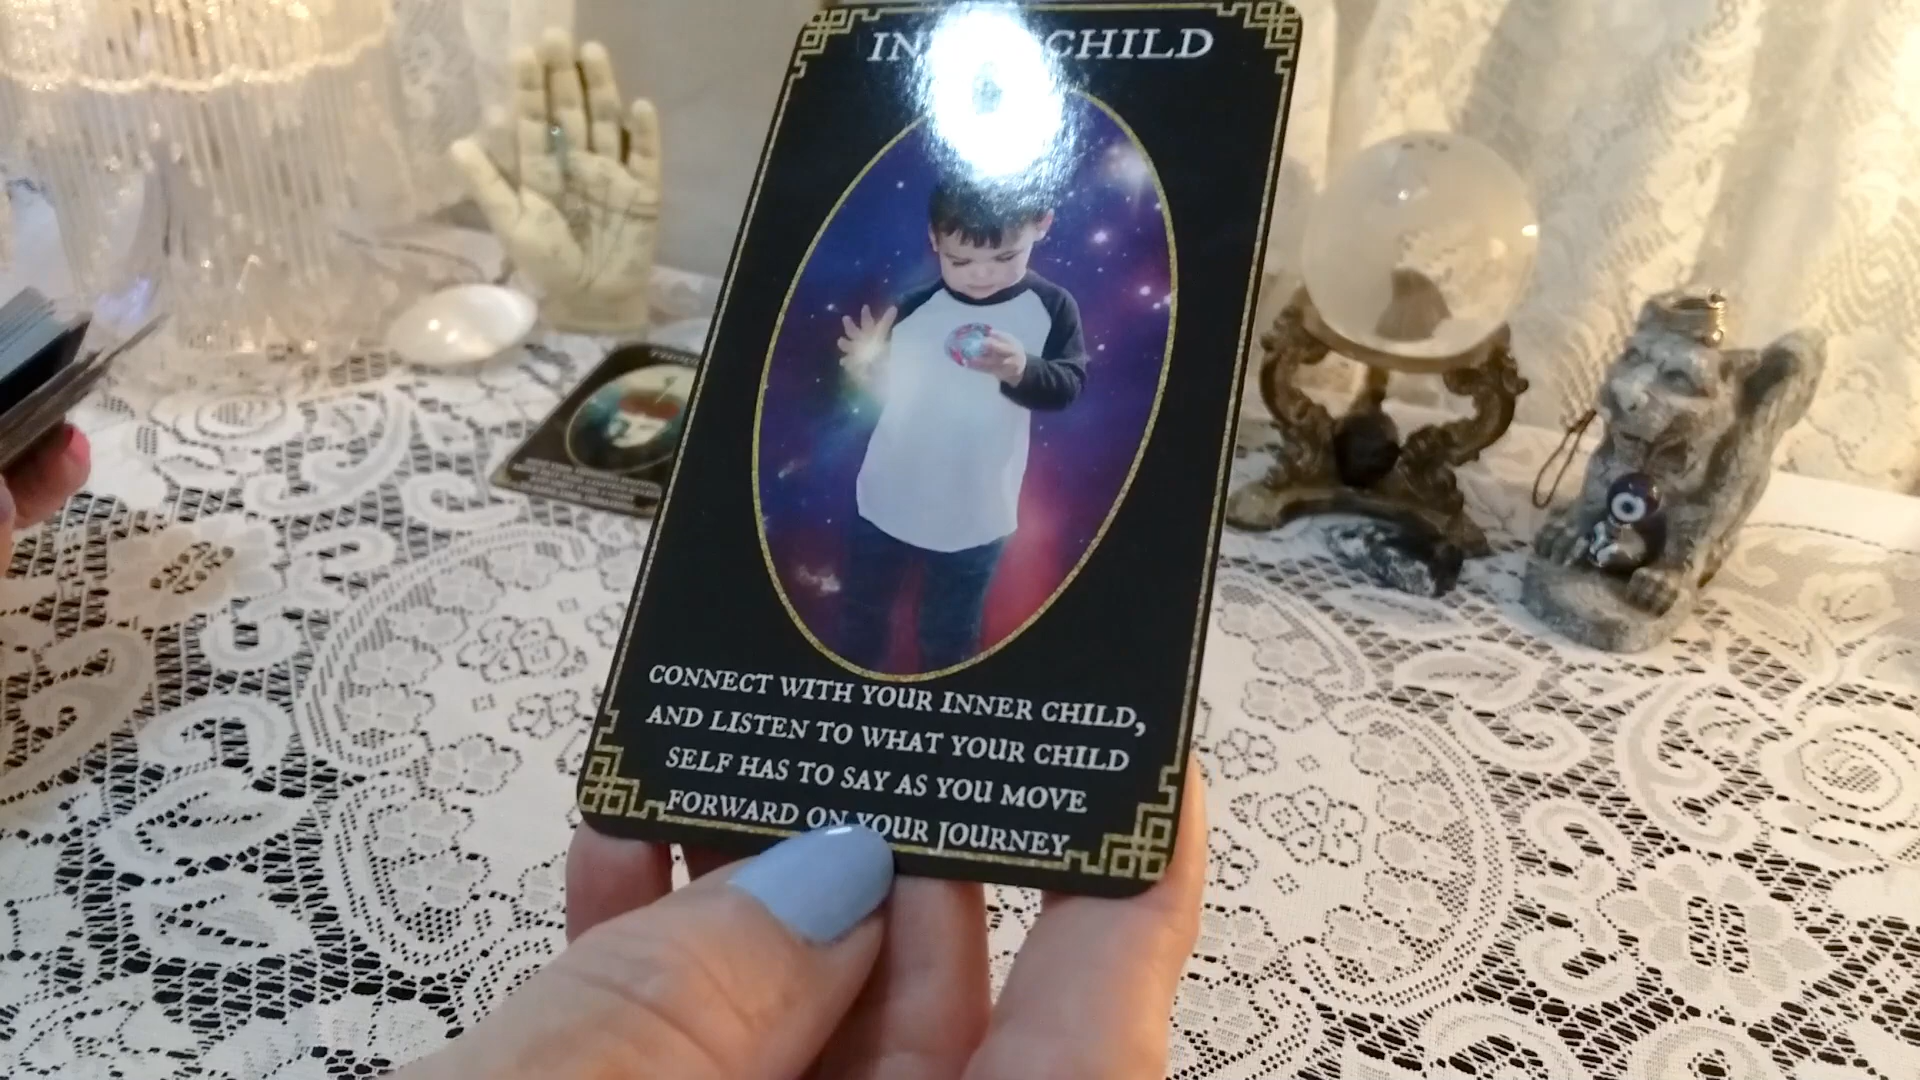 CHILD
CONNECT WITH YOUR INNER CHILD,
AND LISTEN TO WHAT YOUR CHILD
SELF HAS TO SAY AS YOU MOVE
FORWARD ON YOUR JOURNEY